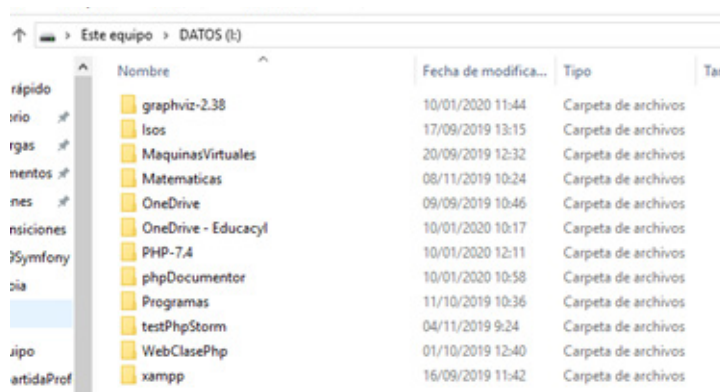 Este equipo > DATOS (I:)
Nombre Fecha de modifica... Tipo Tar
graphviz-2.38 10/01/2020 11:44 Carpeta de archivos
Isos 17/09/2019 13:15 Carpeta de archivos
MaquinasVirtuales 20/09/2019 12:32 Carpeta de archivos
Matematicas 08/11/2019 10:24 Carpeta de archivos
OneDrive 09/09/2019 10:46 Carpeta de archivos
OneDrive - Educacyl 10/01/2020 10:17 Carpeta de archivos
PHP-7.4 10/01/2020 12:11 Carpeta de archivos
phpDocumentor 10/01/2020 10:58 Carpeta de archivos
Programas 11/10/2019 10:36 Carpeta de archivos
testPhpStorm 04/11/2019 9:24 Carpeta de archivos
WebClasePhp 01/10/2019 12:40 Carpeta de archivos
xampp 16/09/2019 11:42 Carpeta de archivos
rápido
orio
rgas
mentos
enes
nsiciones
Symfony
uipo
artidaProf